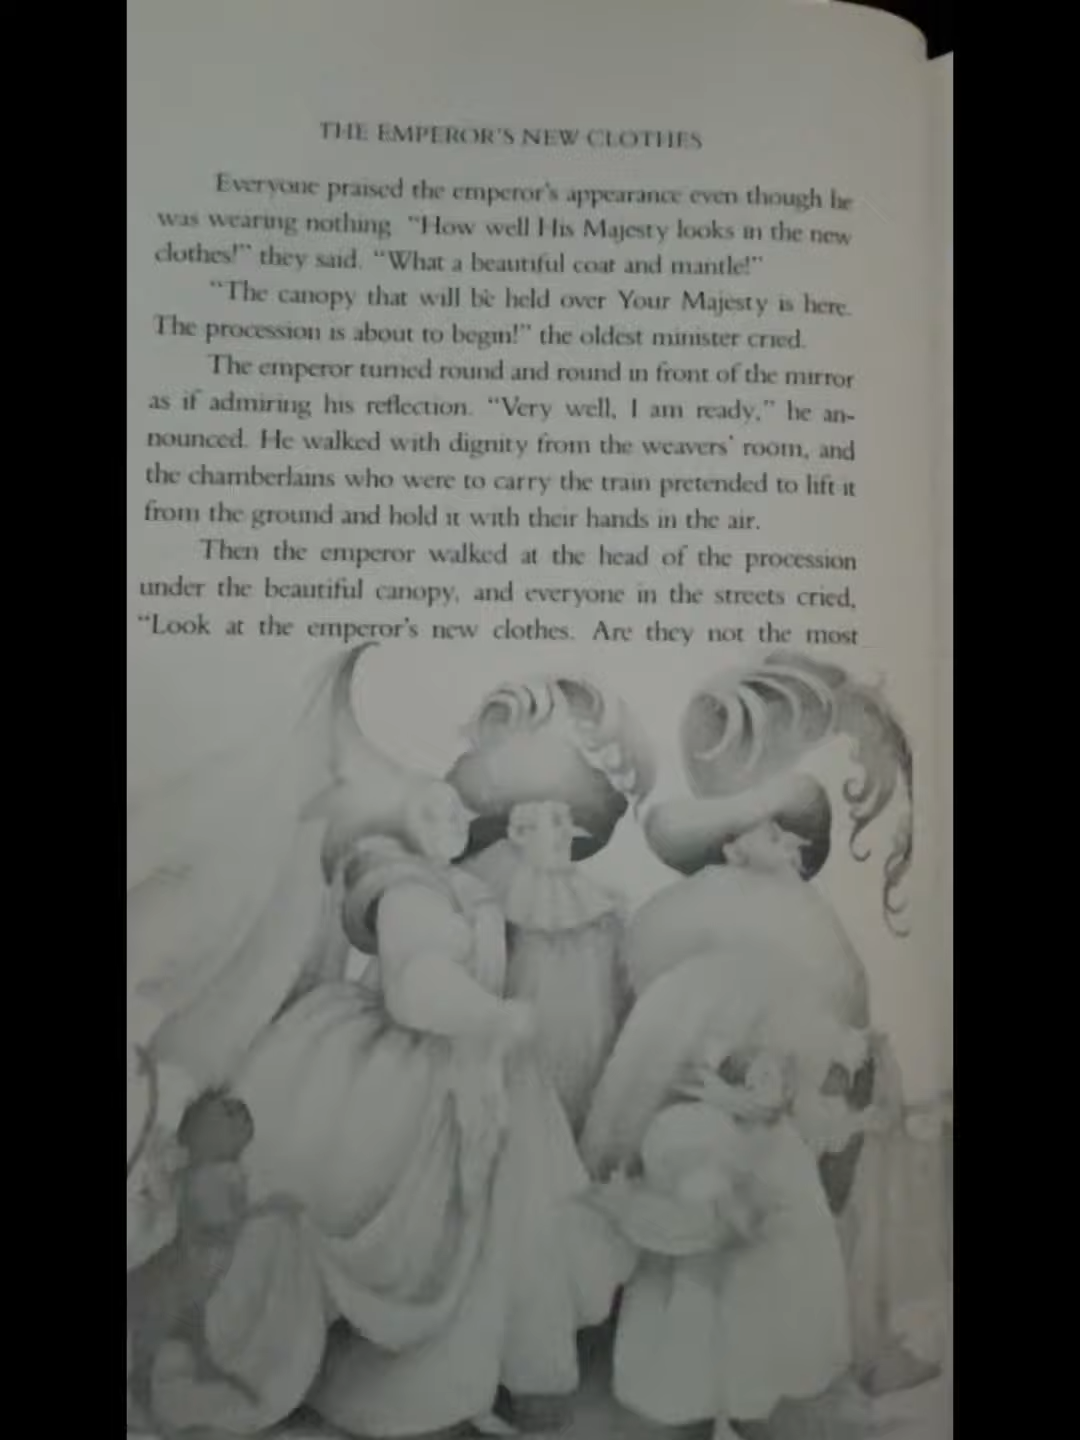 THE EMPEROR'S NEW CLOTHES
Everyone praised the emperor's appearance even though he
was wearing nothing. "How well His Majesty looks in the new
clothes!" they said. "What a beautiful coat and mantle!"
"The canopy that will be held over Your Majesty is here.
The procession is about to begin!" the oldest minister cried.
The emperor turned round and round in front of the mirror
as if admiring his reflection. "Very well, I am ready," he an-
nounced. He walked with dignity from the weavers' room, and
the chamberlains who were to carry the train pretended to lift it
from the ground and hold it with their hands in the air.
Then the emperor walked at the head of the procession
under the beautiful canopy, and everyone in the streets cried,
"Look at the emperor's new clothes. Are they not the most